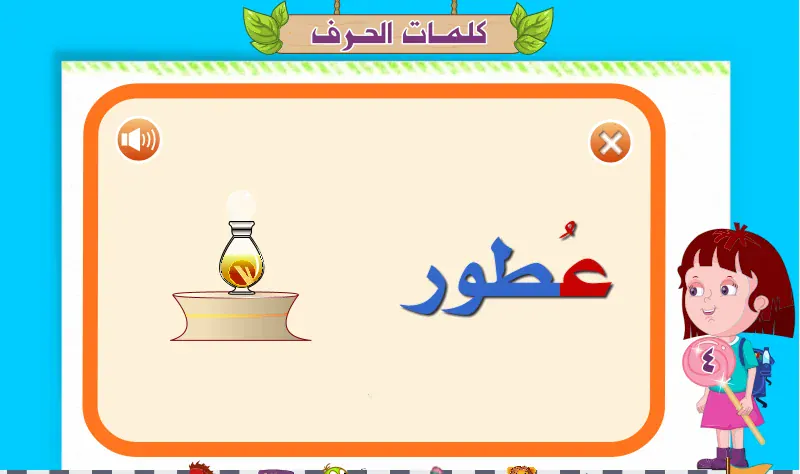 كلمات الحرف
عُطور
٤